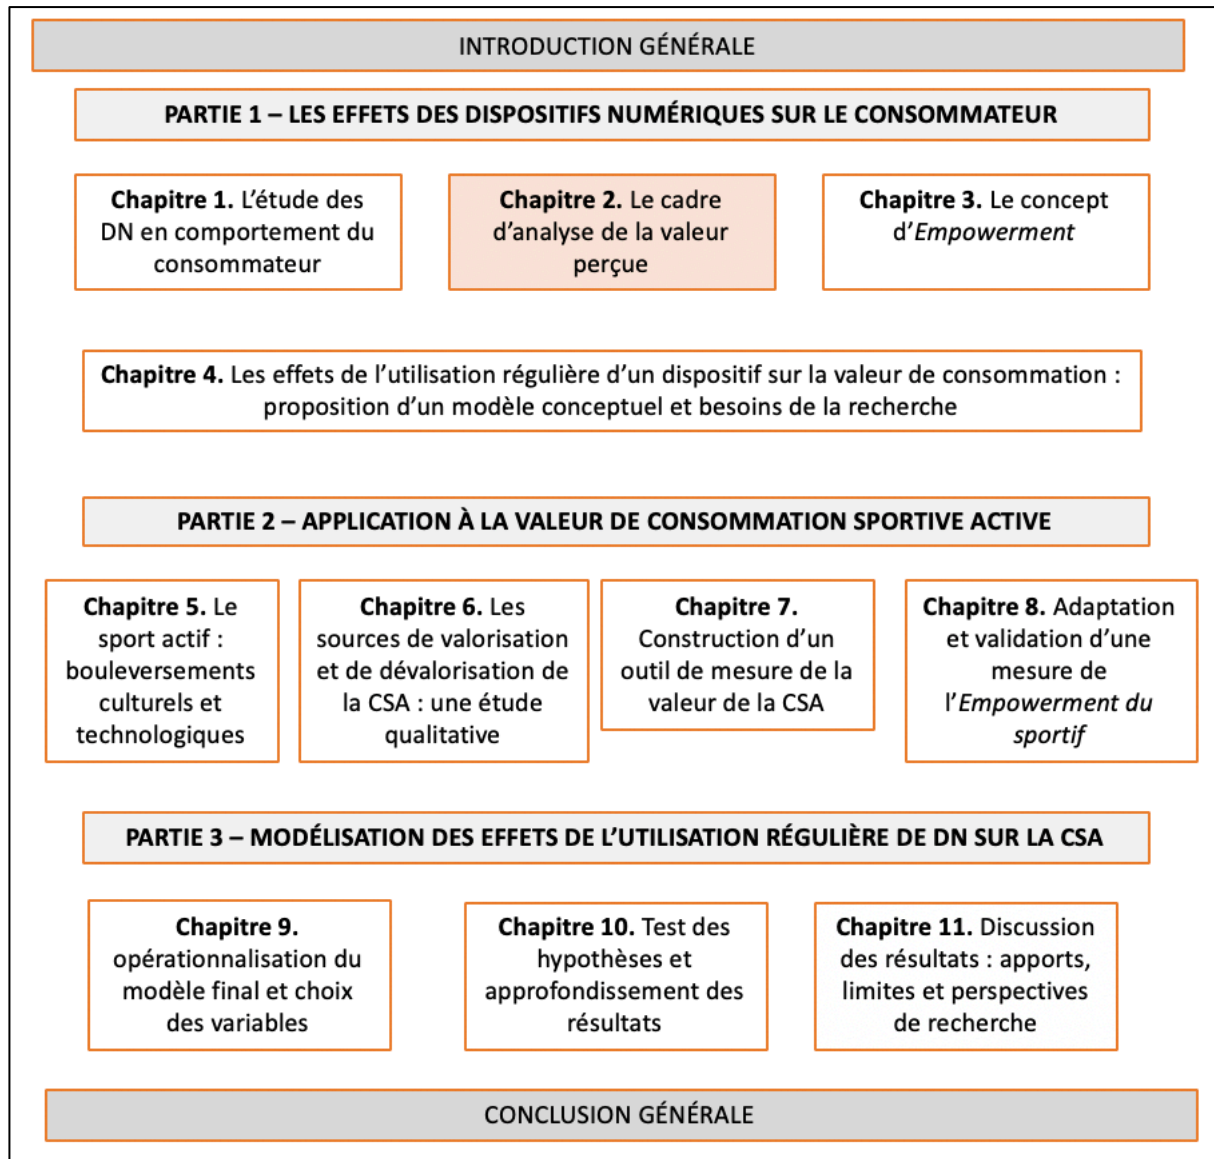 INTRODUCTION GÉNÉRALE
PARTIE 1 – LES EFFETS DES DISPOSITIFS NUMÉRIQUES SUR LE CONSOMMATEUR
Chapitre 1. L’étude des
DN en comportement du
consommateur
Chapitre 2. Le cadre
d’analyse de la valeur
perçue
Chapitre 3. Le concept
d’Empowerment
Chapitre 4. Les effets de l’utilisation régulière d’un dispositif sur la valeur de consommation :
proposition d’un modèle conceptuel et besoins de la recherche
PARTIE 2 – APPLICATION À LA VALEUR DE CONSOMMATION SPORTIVE ACTIVE
Chapitre 5. Le
sport actif :
bouleversements
culturels et
technologiques
Chapitre 6. Les
sources de valorisation
et de dévalorisation de
la CSA : une étude
qualitative
Chapitre 7.
Construction d’un
outil de mesure de la
valeur de la CSA
Chapitre 8. Adaptation
et validation d’une
mesure de
l’Empowerment du
sportif
PARTIE 3 – MODÉLISATION DES EFFETS DE L’UTILISATION RÉGULIÈRE DE DN SUR LA CSA
Chapitre 9.
opérationnalisation du
modèle final et choix
des variables
Chapitre 10. Test des
hypothèses et
approfondissement des
résultats
Chapitre 11. Discussion
des résultats : apports,
limites et perspectives
de recherche
CONCLUSION GÉNÉRALE